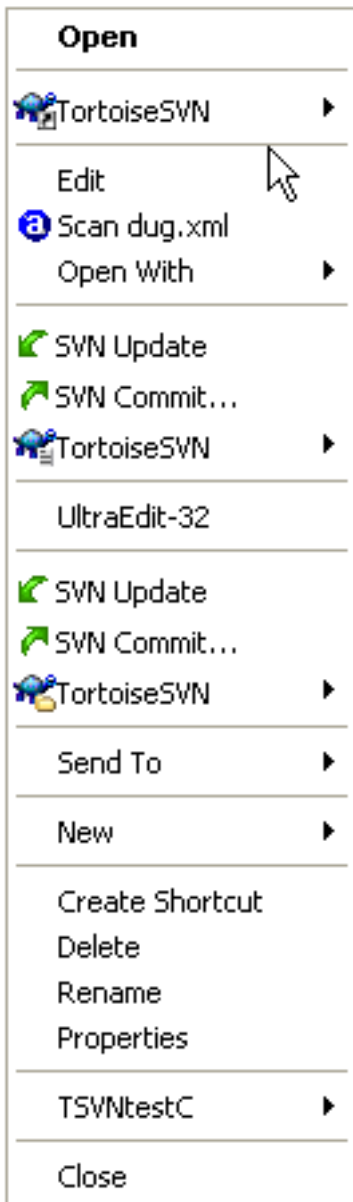 Open
TortoiseSVN
Edit
Scan dug.xml
Open With
SVN Update
SVN Commit...
TortoiseSVN
UltraEdit-32
SVN Update
SVN Commit...
TortoiseSVN
Send To
New
Create Shortcut
Delete
Rename
Properties
TSVNtestC
Close